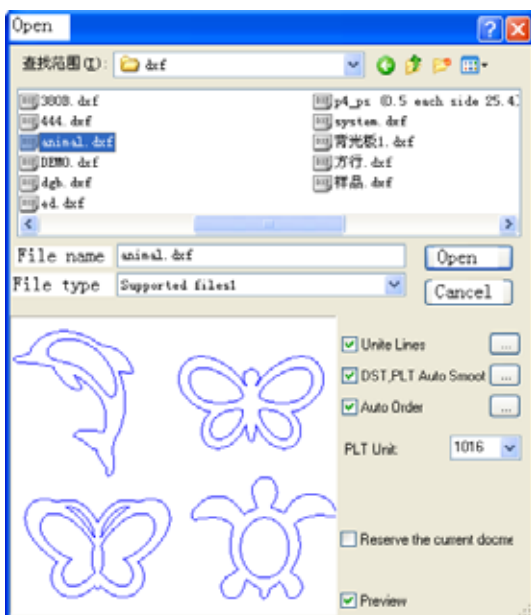 Open
查找范围(I): dxf
380B.dxf
444.dxf
animal.dxf
DEMO.dxf
dgb.dxf
ed.dxf
p4_ps (0.5 each side 25.4)
system.dxf
背光板1.dxf
方行.dxf
样品.dxf
File name animal.dxf Open
File type Supported files1 Cancel
Unite Lines ...
DST,PLT Auto Smoot ...
Auto Order ...
PLT Unit: 1016
Reserve the current docme
Preview